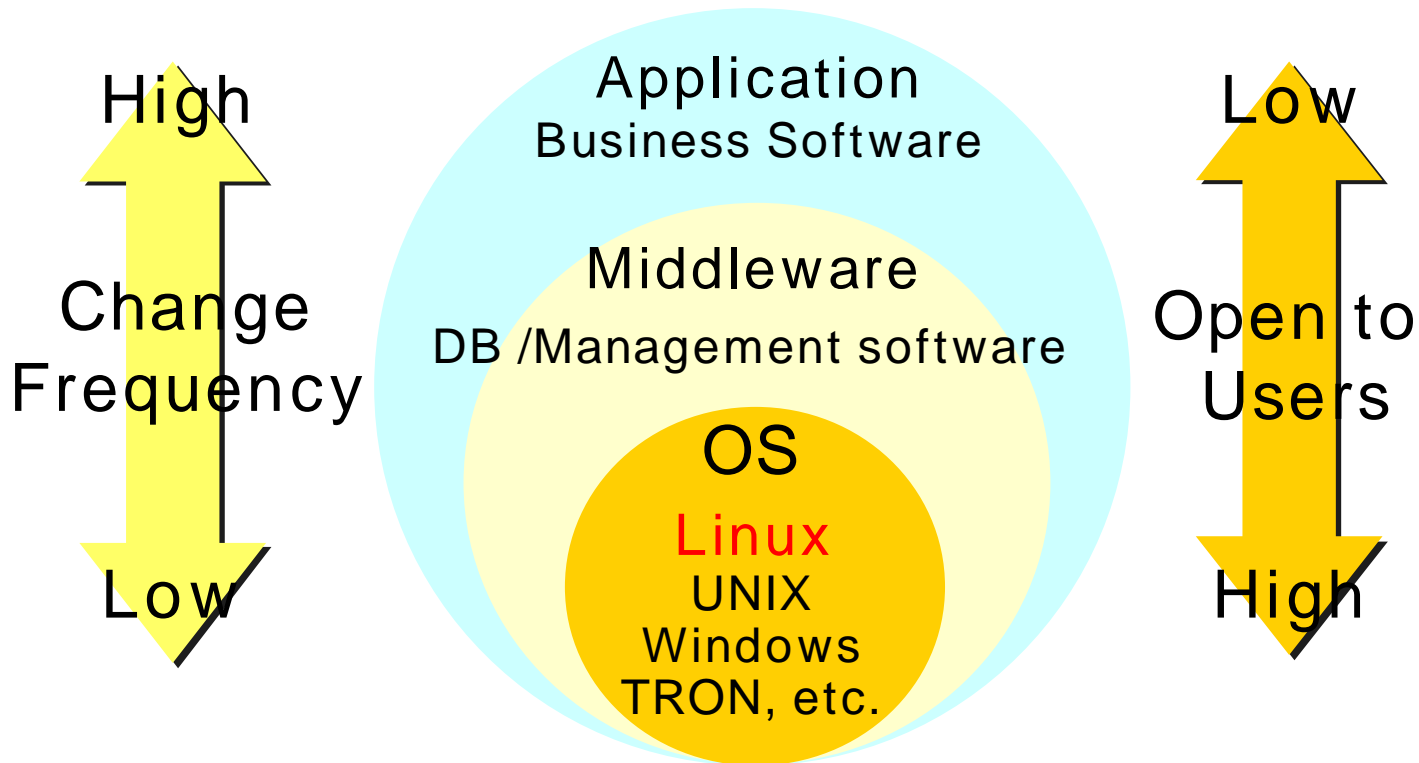 High
Change
Frequency
Low
Application
Business Software
Middleware
DB /Management software
OS
Linux
UNIX
Windows
TRON, etc.
Low
Open to
Users
High